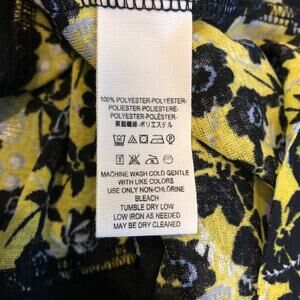 100% POLYESTER-POLYESTER-
POLIESTER-POLIESTERE-
POLYESTER-POLÉSTER-
聚酯纖維-ポリエステル
MACHINE WASH COLD GENTLE
WITH LIKE COLORS
USE ONLY NON-CHLORINE
BLEACH
TUMBLE DRY LOW
LOW IRON AS NEEDED
MAY BE DRY CLEANED